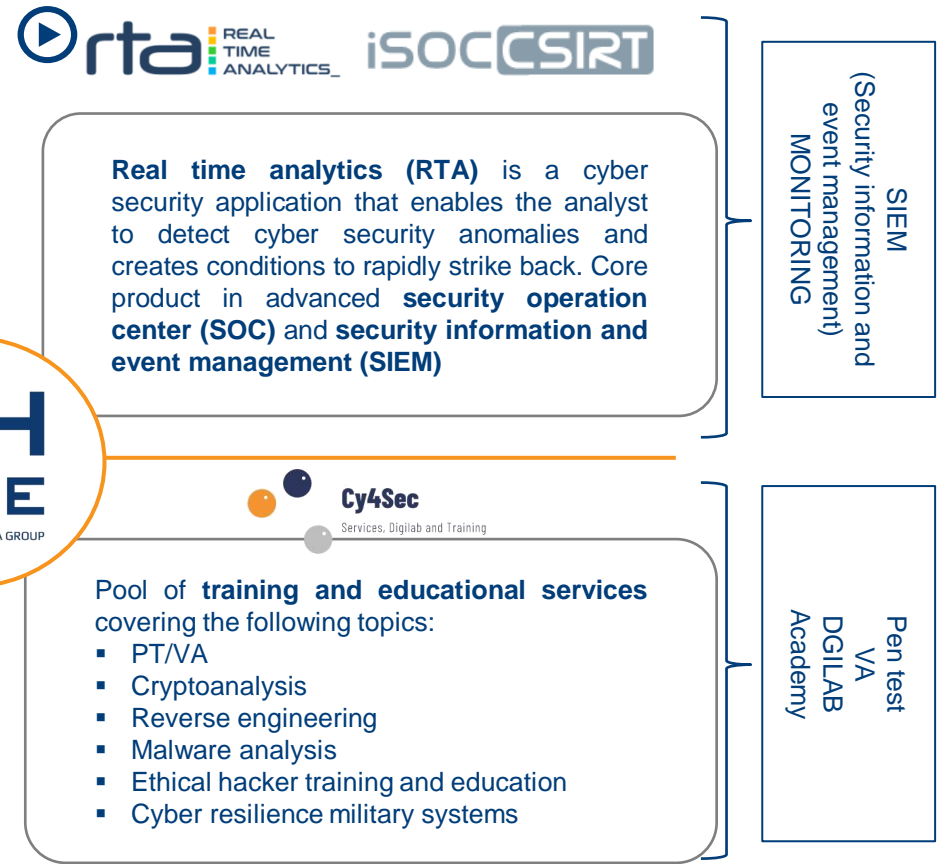 rta REAL
TIME
ANALYTICS_
iSOC CSIRT
Real time analytics (RTA) is a cyber
security application that enables the analyst
to detect cyber security anomalies and
creates conditions to rapidly strike back. Core
product in advanced security operation
center (SOC) and security information and
event management (SIEM)
SIEM
(Security information and
event management)
MONITORING
E
A GROUP
Cy4Sec
Services, Digilab and Training
Pool of training and educational services
covering the following topics:
▪ PT/VA
▪ Cryptoanalysis
▪ Reverse engineering
▪ Malware analysis
▪ Ethical hacker training and education
▪ Cyber resilience military systems
Pen test
VA
DGILAB
Academy